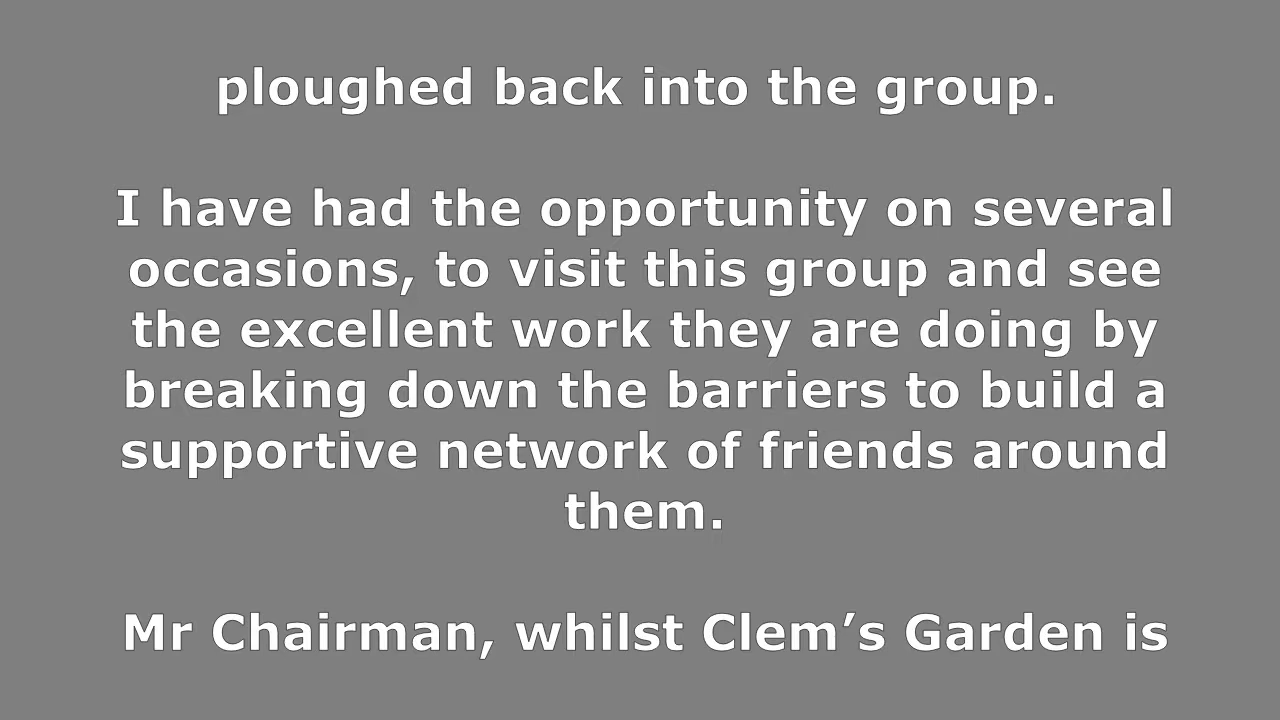 ploughed back into the group.
I have had the opportunity on several
occasions, to visit this group and see
the excellent work they are doing by
breaking down the barriers to build a
supportive network of friends around
them.
Mr Chairman, whilst Clem’s Garden is